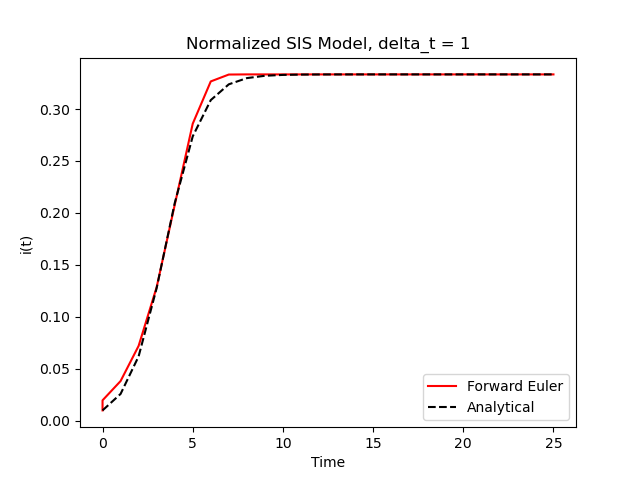 Normalized SIS Model, delta_t = 1
i(t)
0.30
0.25
0.20
0.15
0.10
0.05
0.00
0
5
10
15
20
25
Time
Forward Euler
Analytical